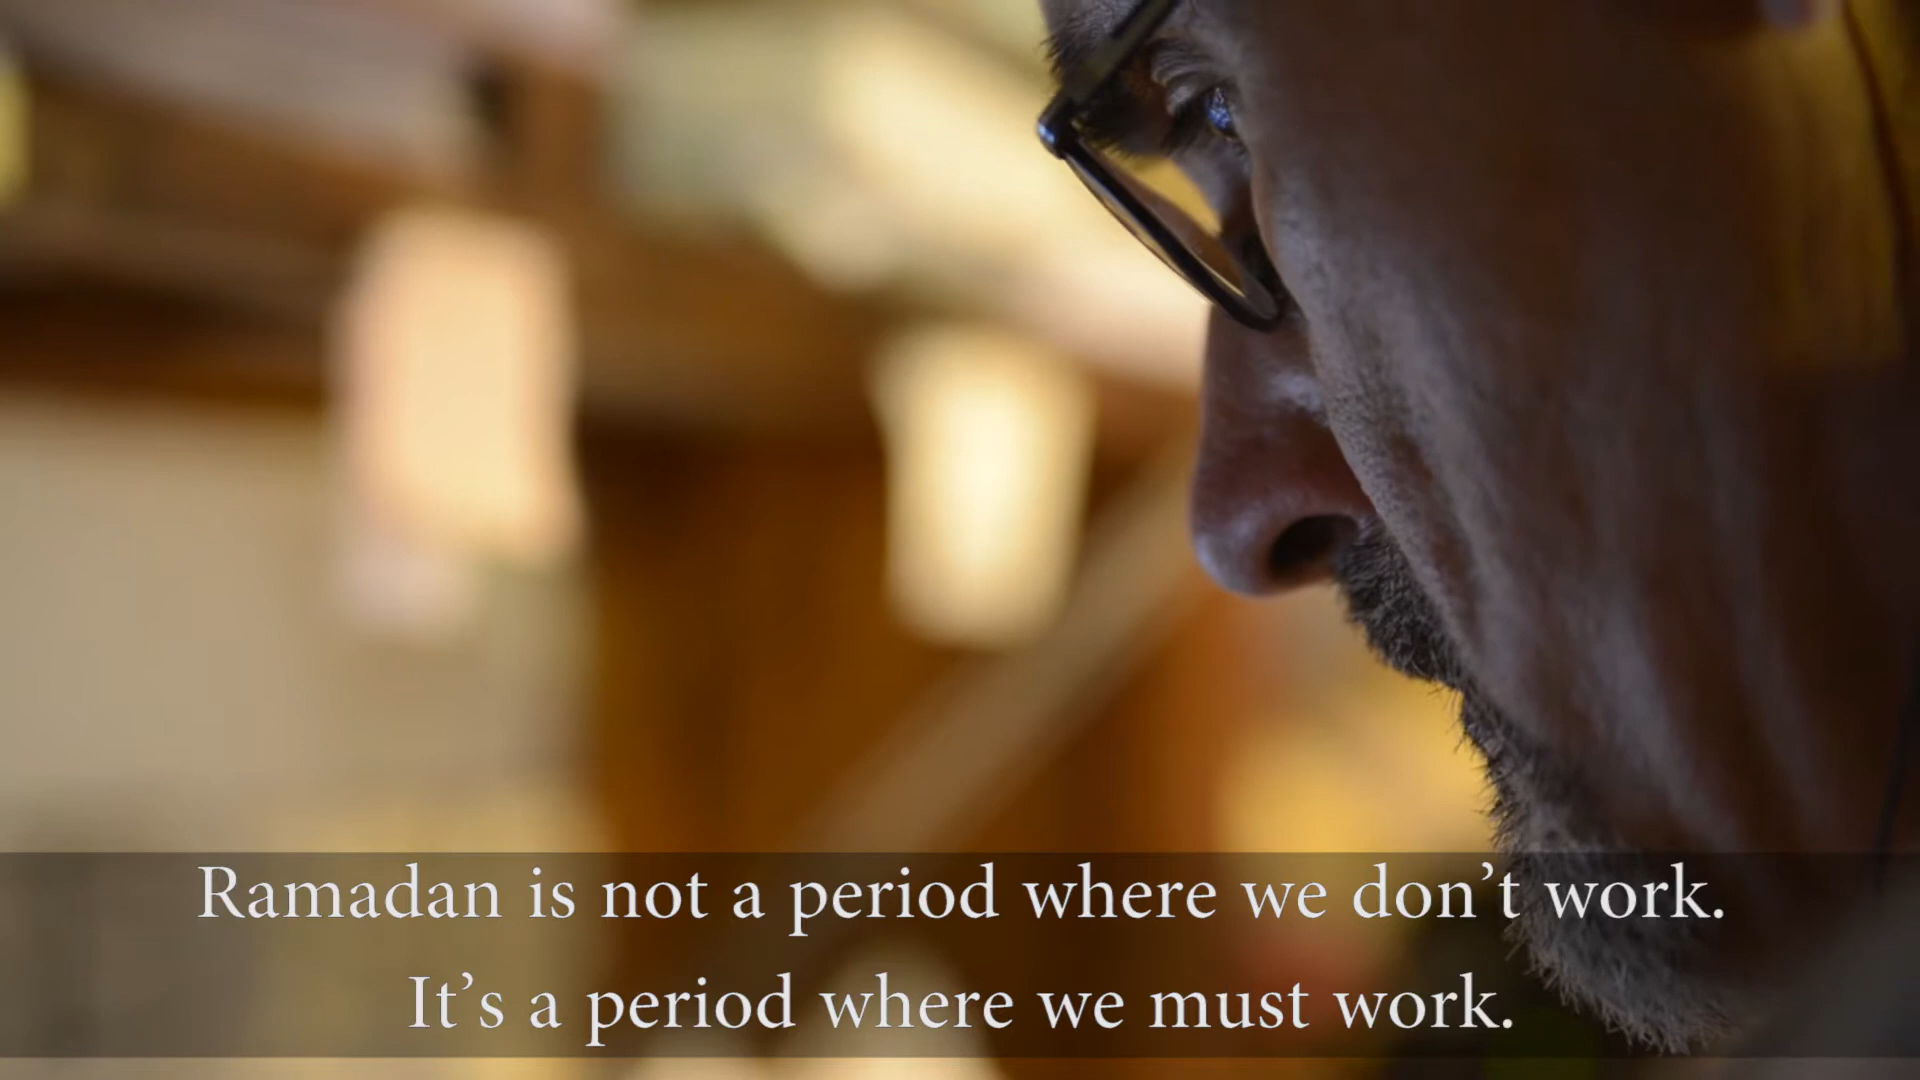 Ramadan is not a period where we don’t work.
It’s a period where we must work.